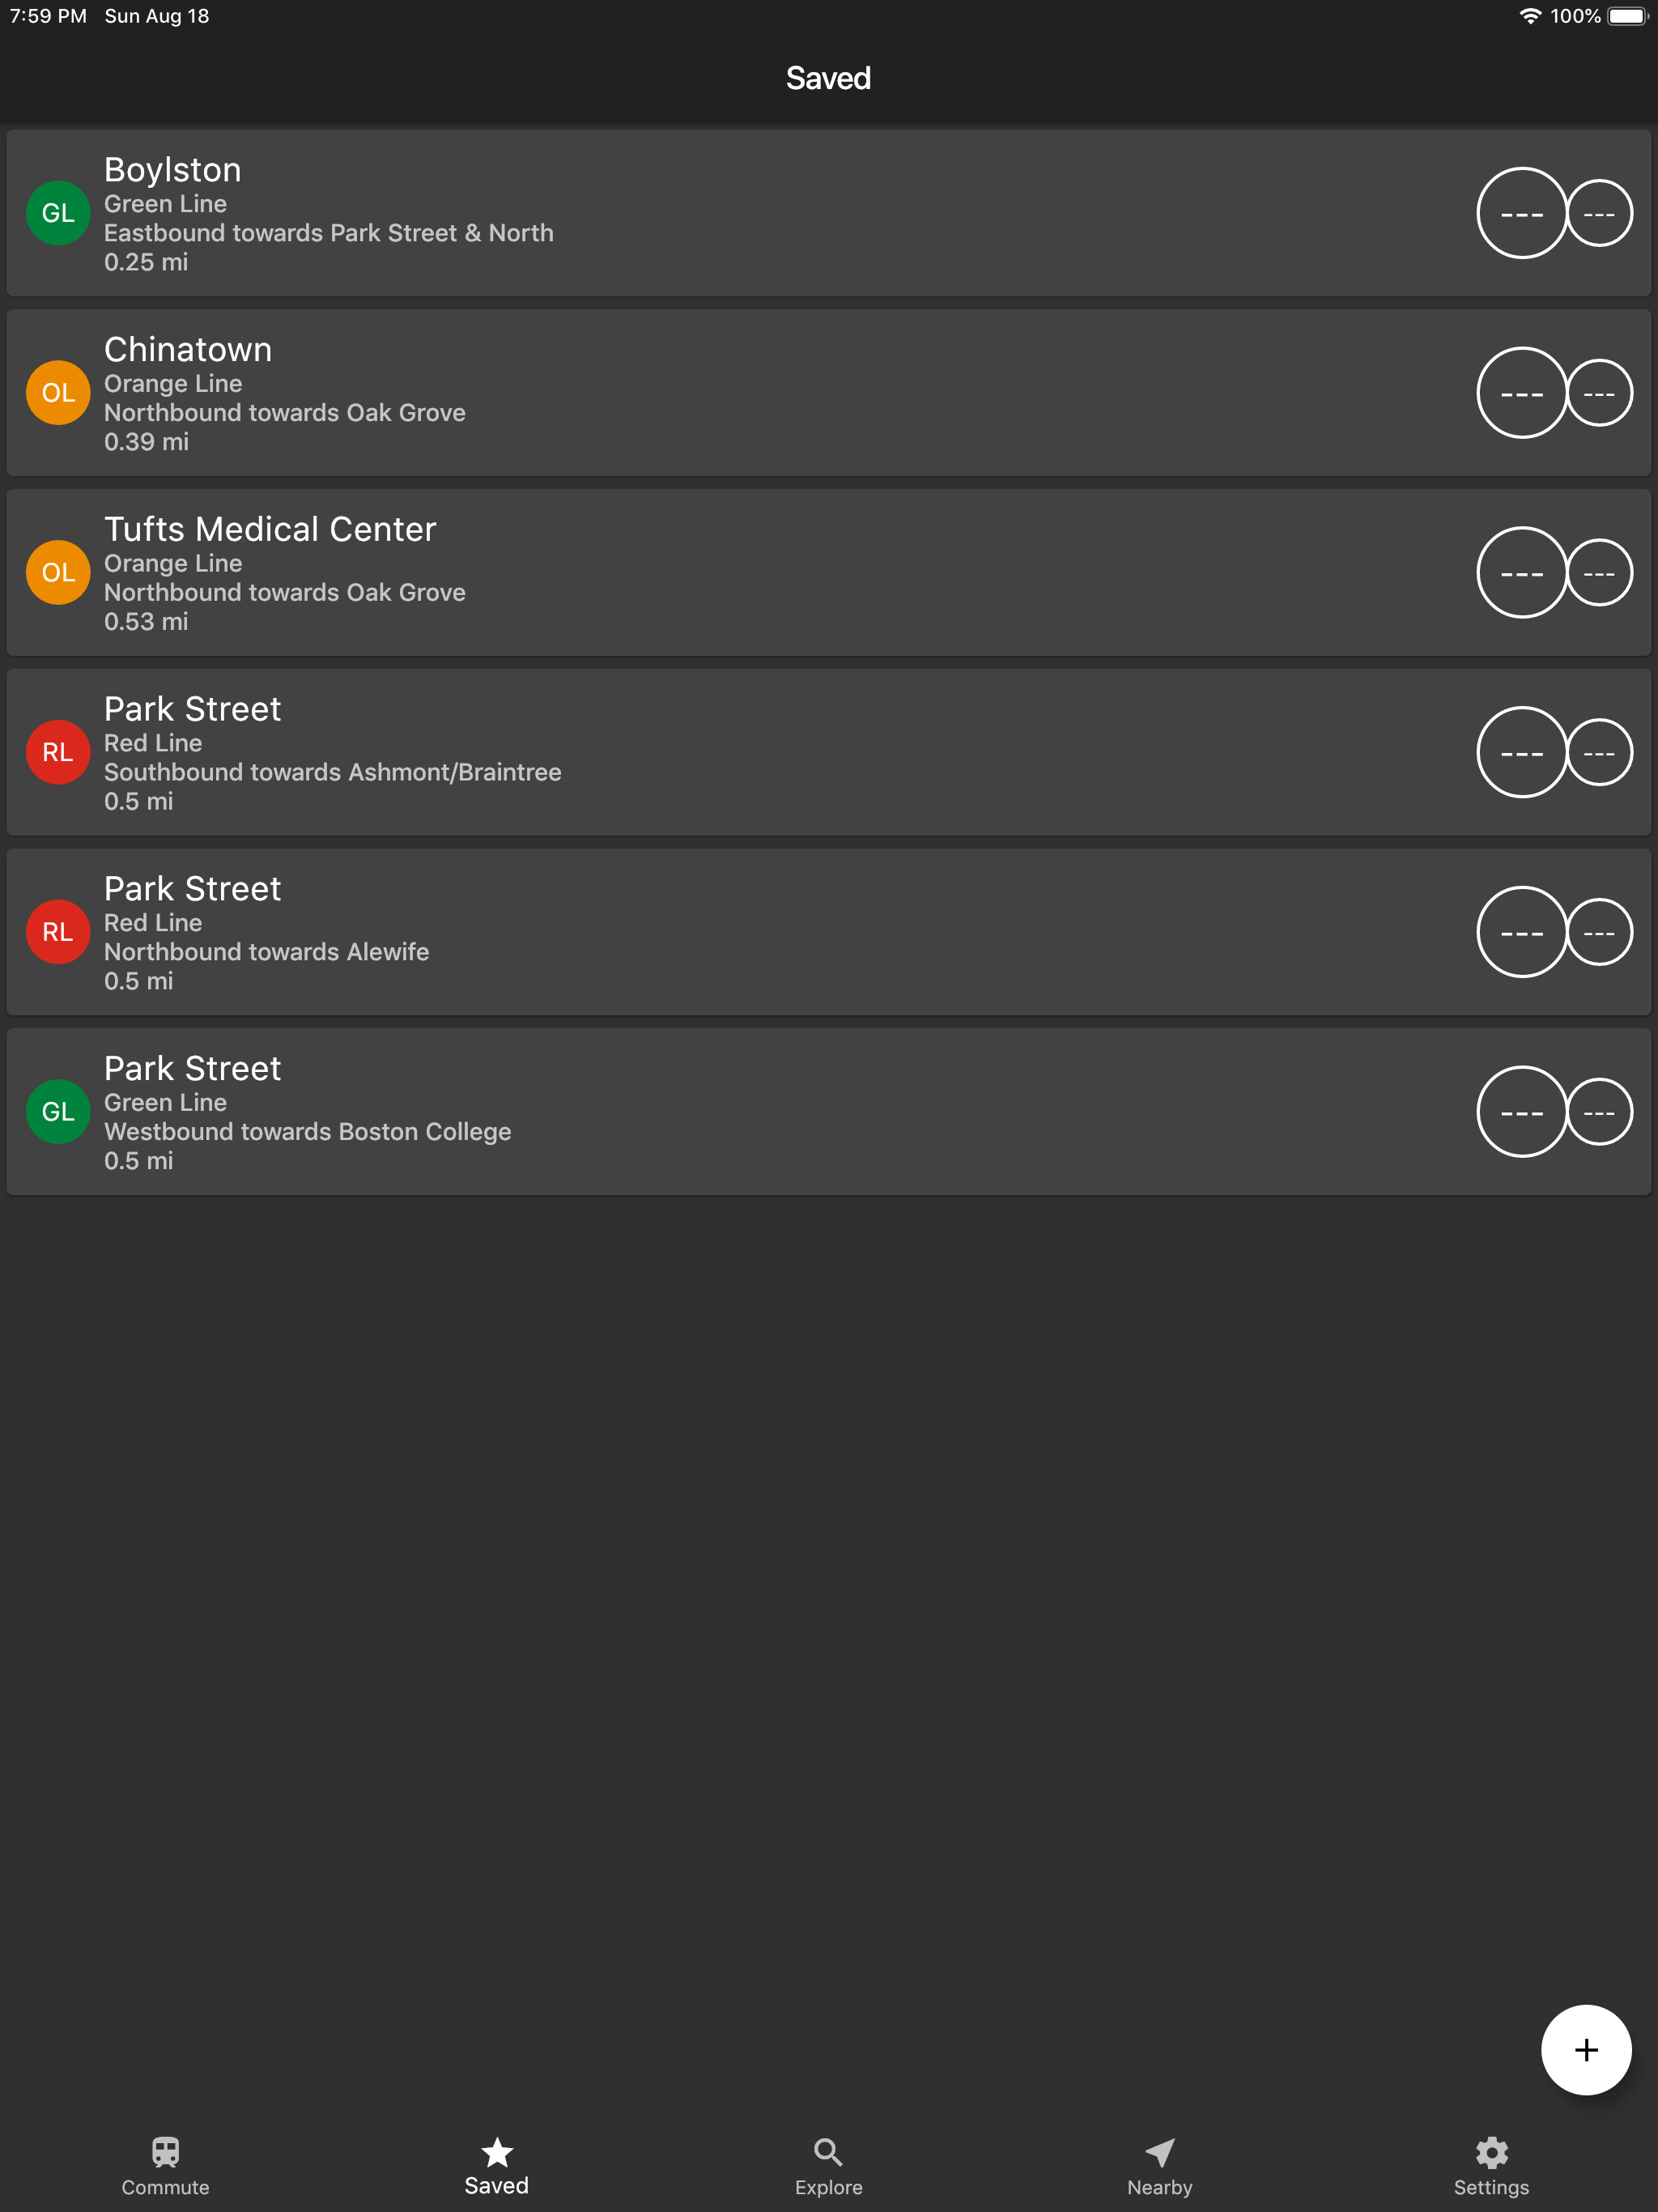 7:59 PM Sun Aug 18 100%
Saved
Boylston
GL
Green Line
Eastbound towards Park Street & North
0.25 mi
--- ---
Chinatown
OL
Orange Line
Northbound towards Oak Grove
0.39 mi
--- ---
Tufts Medical Center
OL
Orange Line
Northbound towards Oak Grove
0.53 mi
--- ---
Park Street
RL
Red Line
Southbound towards Ashmont/Braintree
0.5 mi
--- ---
Park Street
RL
Red Line
Northbound towards Alewife
0.5 mi
--- ---
Park Street
GL
Green Line
Westbound towards Boston College
0.5 mi
--- ---
+
Commute Saved Explore Nearby Settings